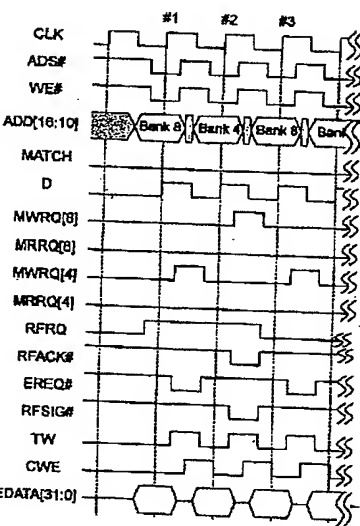 #1 #2 #3
CLK
ADS#
WE#
ADD[16:10] Bank 8 Bank 4 Bank 8 Ban
MATCH
D
MWRQ[8]
MRRQ[8]
MWRQ[4]
MRRQ[4]
RFRQ
RFACK#
EREQ#
RFSIG#
TW
CWE
EDATA[31:0]